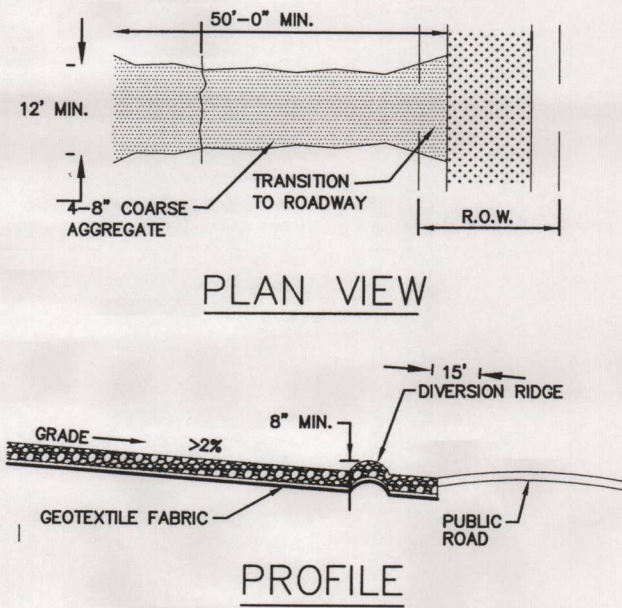 50'-0" MIN.
12' MIN.
4-8" COARSE
AGGREGATE
TRANSITION
TO ROADWAY
R.O.W.
PLAN VIEW
15'
DIVERSION RIDGE
8" MIN.
GRADE
>2%
GEOTEXTILE FABRIC
PUBLIC
ROAD
PROFILE